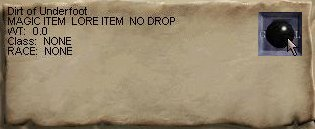 Dirt of Underfoot
MAGIC ITEM LORE ITEM NO DROP
WT: 0.0
Class: NONE
RACE: NONE